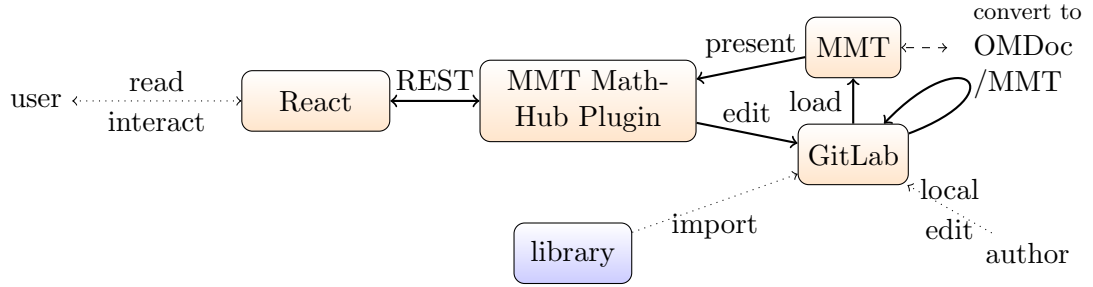 convert to
present
MMT
OMDoc
/MMT
user
read
interact
React
REST
MMT Math-
Hub Plugin
edit
load
GitLab
local
edit
author
import
library